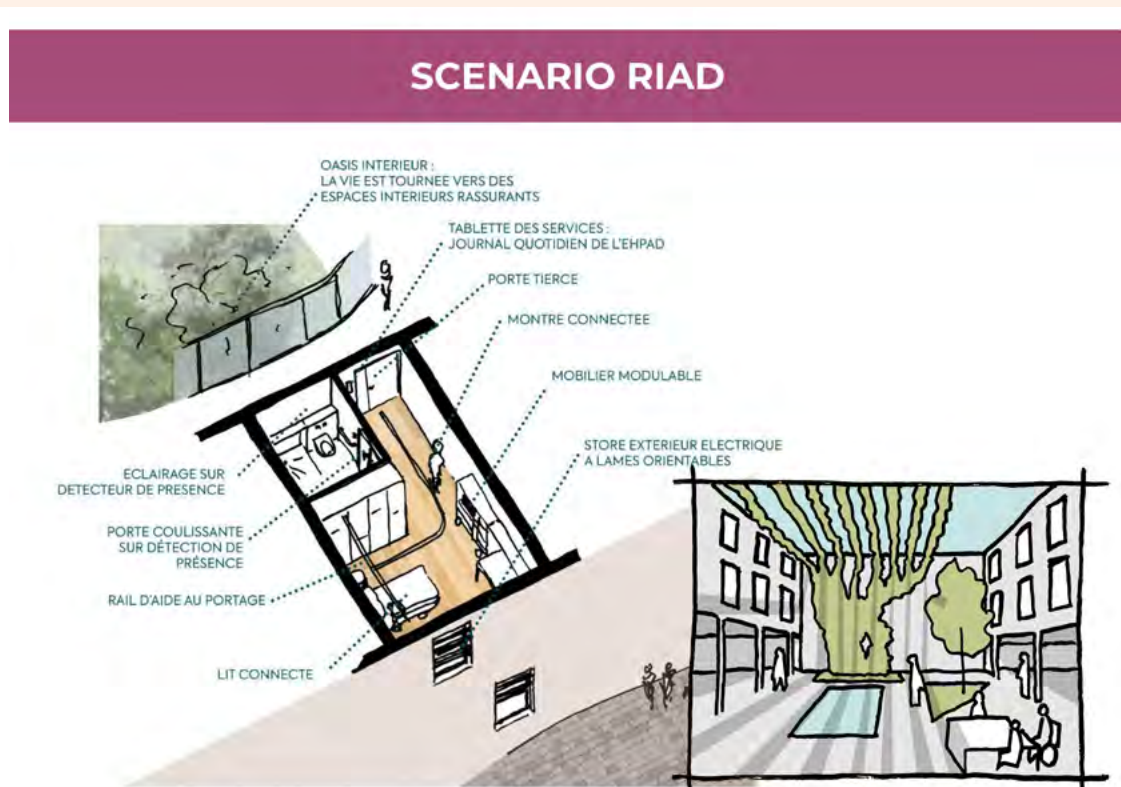 SCENARIO RIAD
OASIS INTERIEUR :
LA VIE EST TOURNEE VERS DES
ESPACES INTERIEURS RASSURANTS
TABLETTE DES SERVICES :
JOURNAL QUOTIDIEN DE L'EHPAD
PORTE TIERCE
MONTRE CONNECTEE
MOBILIER MODULABLE
STORE EXTERIEUR ELECTRIQUE
A LAMES ORIENTABLES
ECLAIRAGE SUR
DETECTEUR DE PRESENCE
PORTE COULISSANTE
SUR DÉTECTION DE
PRÉSENCE
RAIL D'AIDE AU PORTAGE
LIT CONNECTE